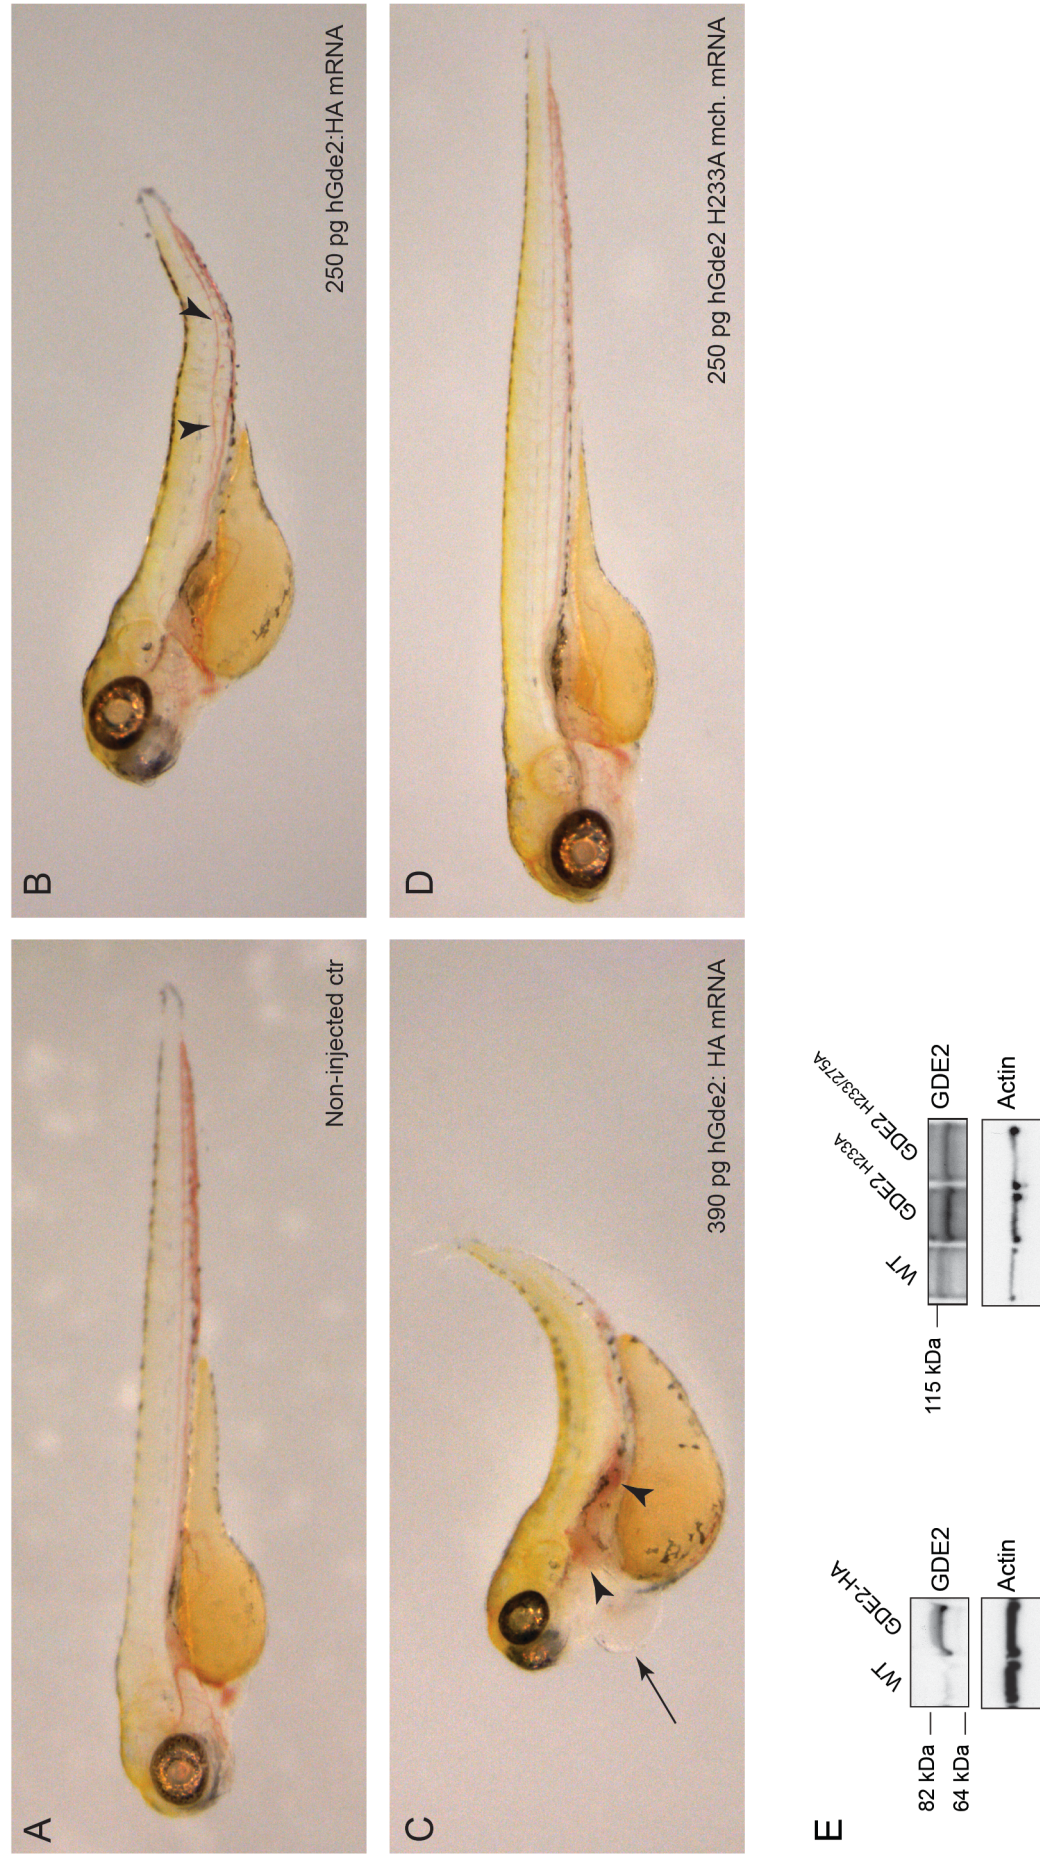 A
Non-injected ctr
B
250 pg hGde2:HA mRNA
C
390 pg hGde2: HA mRNA
D
250 pg hGde2 H233A mch. mRNA
E
WT
GDE2-HA
82 kDa
64 kDa
GDE2
Actin
WT
GDE2 H233A
GDE2 H233/275A
115 kDa
GDE2
Actin